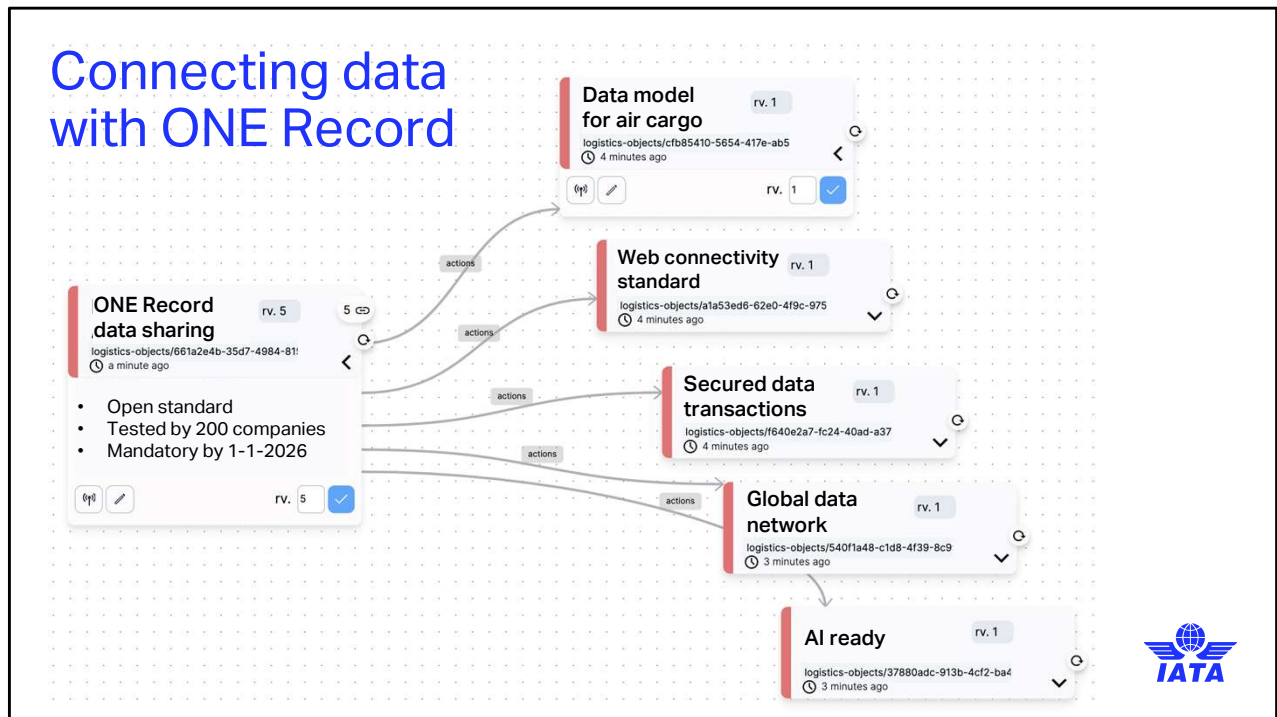 Connecting data
with ONE Record
Data model
for air cargo
rv. 1
logistics-objects/cfb85410-5654-417e-ab5
4 minutes ago
rv. 1
actions
Web connectivity
standard
rv. 1
logistics-objects/a1a53ed6-62e0-4f9c-975
4 minutes ago
actions
ONE Record
data sharing
rv. 5
5
logistics-objects/661a2e4b-35d7-4984-81
a minute ago
• Open standard
• Tested by 200 companies
• Mandatory by 1-1-2026
rv. 5
actions
Secured data
transactions
rv. 1
logistics-objects/f640e2a7-fc24-40ad-a37
4 minutes ago
actions
Global data
network
rv. 1
logistics-objects/540f1a48-c1d8-4f39-8c9
3 minutes ago
actions
AI ready
rv. 1
logistics-objects/37880adc-913b-4cf2-ba4
3 minutes ago
IATA